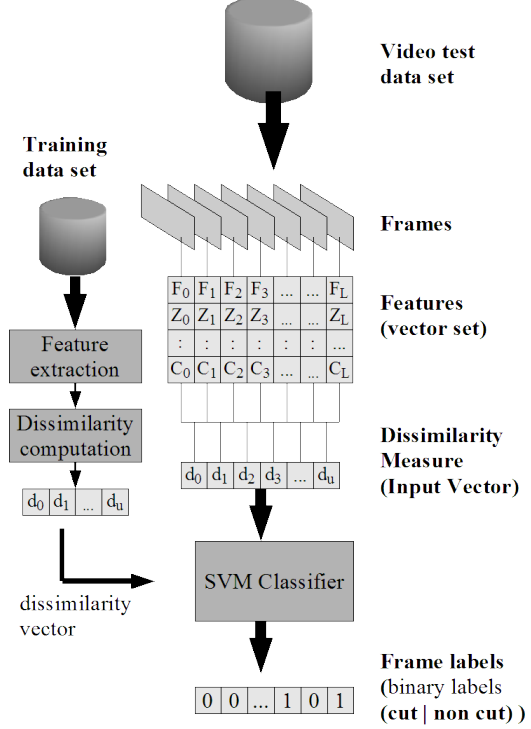 Video test
data set
Training
data set
Frames
F0 F1 F2 F3 ... ... FL
Z0 Z1 Z2 Z3 ... ... ZL
: : : : : : ...
C0 C1 C2 C3 ... ... CL
Features
(vector set)
Feature
extraction
Dissimilarity
computation
d0 d1 ... du
dissimilarity
vector
Dissimilarity
Measure
(Input Vector)
d0 d1 d2 d3 ... du
SVM Classifier
Frame labels
(binary labels
(cut | non cut) )
0 0 ... 1 0 1